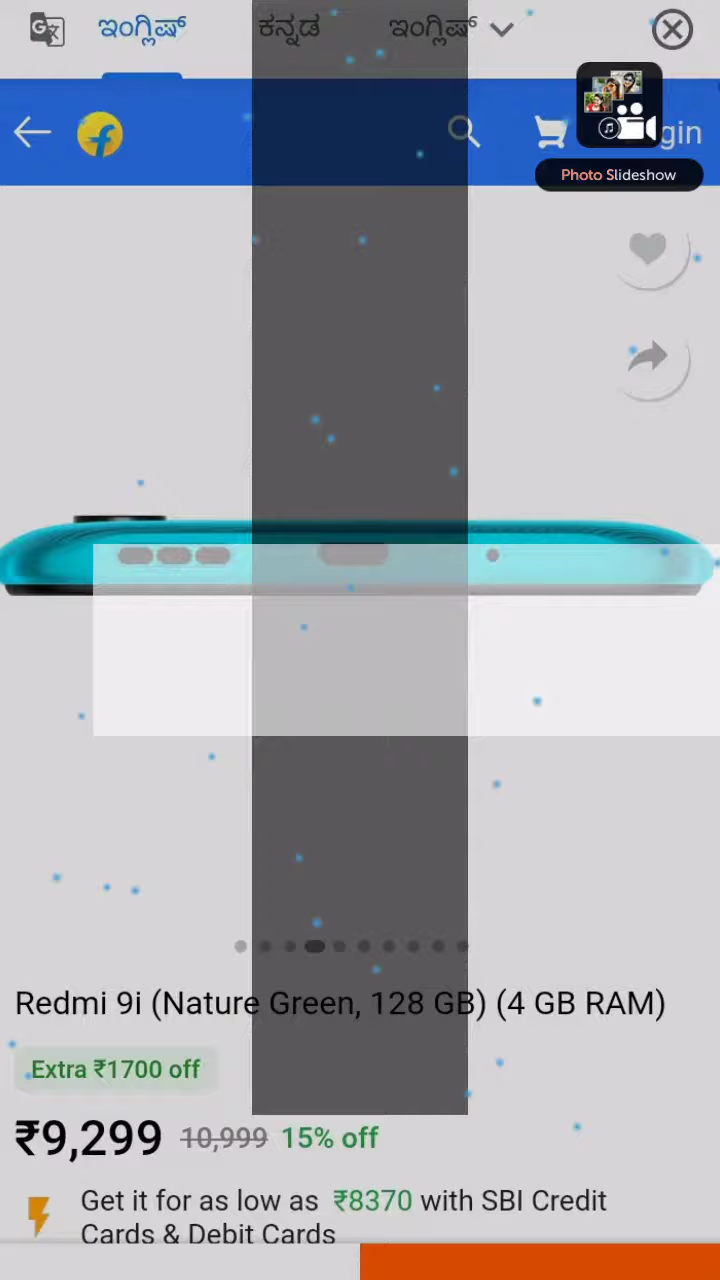 ಇಂಗ್ಲಿಷ್ ಕನ್ನಡ ಇಂಗ್ಲಿಷ್
gin
Photo Slideshow
Redmi 9i (Nature Green, 128 GB) (4 GB RAM)
Extra ₹1700 off
₹9,299 10,999 15% off
Get it for as low as ₹8370 with SBI Credit
Cards & Debit Cards